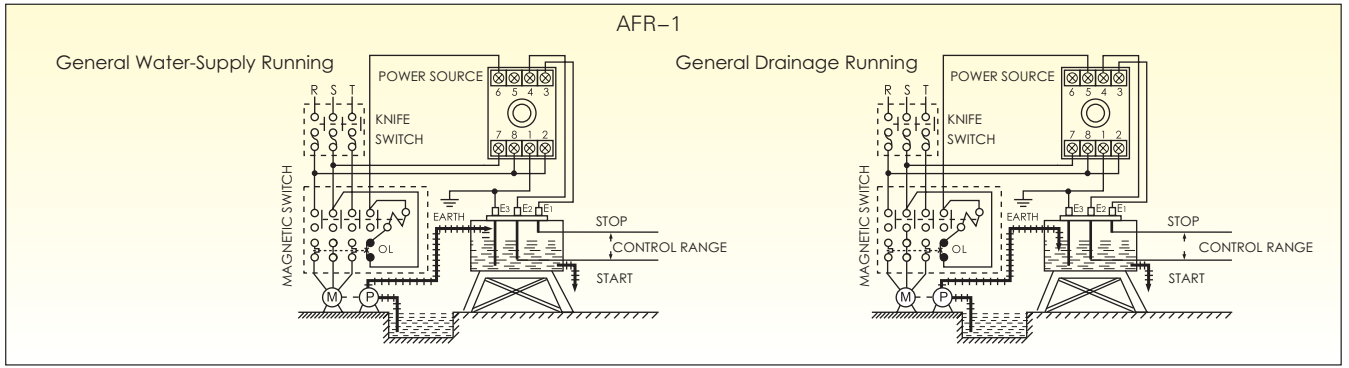 AFR–1
General Water-Supply Running
POWER SOURCE
6 5 4 3
R S T
KNIFE
SWITCH
7 8 1 2
MAGNETIC SWITCH
E3 E2 E1
EARTH
STOP
OL
CONTROL RANGE
START
M P
General Drainage Running
POWER SOURCE
6 5 4 3
R S T
KNIFE
SWITCH
7 8 1 2
MAGNETIC SWITCH
E3 E2 E1
EARTH
STOP
OL
CONTROL RANGE
START
M P